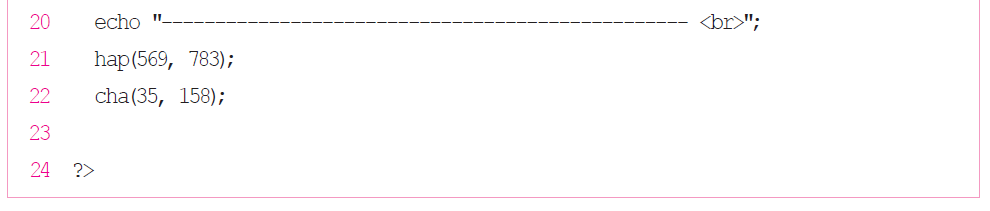 20 echo "------------------------------------------------- <br>";
21 hap(569, 783);
22 cha(35, 158);
23
24 ?>